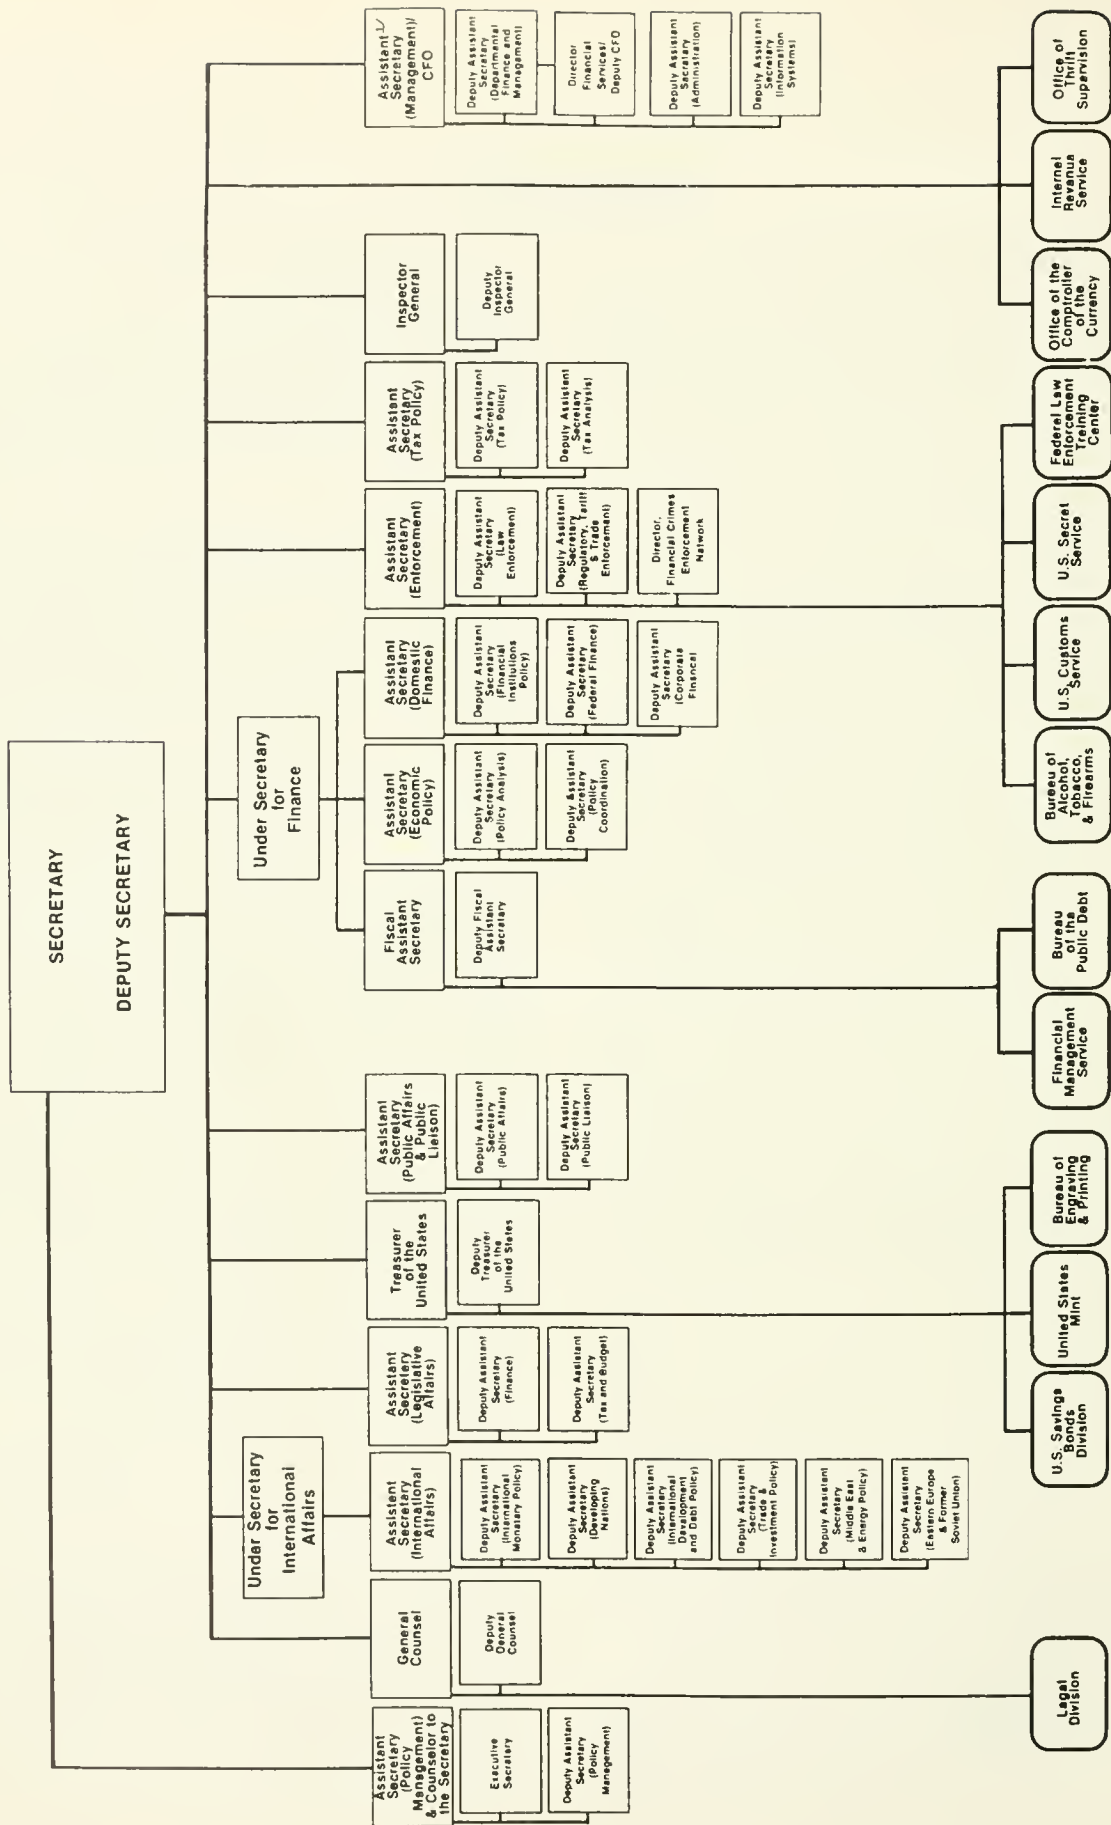 SECRETARY
DEPUTY SECRETARY
Under Secretary
for
International
Affairs
Under Secretary
for
Finance
Assistant
Secretary
(Policy
Management)
& Counselor to
the Secretary
General
Counsel
Assistent
Secretary
(International
Affairs)
Assistant
Secretary
(Legislative
Affairs)
Treasurer
of the
United States
Assistant
Secretary
(Public Affairs
& Public
Liaison)
Fiscal
Assistant
Secretary
Assistant
Secretary
(Economic
Policy)
Assistant
Secretary
(Domestic
Finance)
Assistant
Secretary
(Enforcement)
Assistant
Secretary
(Tax Policy)
Inspector
General
Assistant 1/
Secretary
(Management)/
CFO
Executive
Secretary
Deputy Assistant
Secretary
(Policy
Management)
Deputy
General
Counsel
Deputy Assistant
Secretary
(International
Monetary Policy)
Deputy Assistant
Secretary
(Developing
Nations)
Deputy Assistant
Secretary
(International
Development
and Debt Policy)
Deputy Assistant
Secretary
(Trade &
Investment Policy)
Deputy Assistant
Secretary
(Middle East
& Energy Policy)
Deputy Assistant
Secretary
(Eastern Europe
& Former
Soviet Union)
Deputy Assistant
Secretary
(Finance)
Deputy Assistant
Secretary
(Tax and Budget)
Deputy
Treasurer
of the
United States
Deputy Assistant
Secretary
(Public Affairs)
Deputy Assistant
Secretary
(Public Liaison)
Deputy Fiscal
Assistant
Secretary
Deputy Assistant
Secretary
(Policy Analysis)
Deputy Assistant
Secretary
(Policy
Coordination)
Deputy Assistant
Secretary
(Financial
Institutions
Policy)
Deputy Assistant
Secretary
(Federal Finance)
Deputy Assistant
Secretary
(Corporate
Finance)
Deputy Assistant
Secretary
(Law
Enforcement)
Deputy Assistant
Secretary
(Regulatory, Tariff
& Trade
Enforcement)
Director,
Financial Crimes
Enforcement
Network
Deputy Assistant
Secretary
(Tax Policy)
Deputy Assistant
Secretary
(Tax Analysis)
Deputy
Inspector
General
Deputy Assistant
Secretary
(Departmental
Finance and
Management)
Director
Financial
Services/
Deputy CFO
Deputy Assistant
Secretary
(Administration)
Deputy Assistant
Secretary
(Information
Systems)
Legal
Division
U.S. Savings
Bonds
Division
United States
Mint
Bureau of
Engraving
& Printing
Financial
Management
Service
Bureau
of the
Public Debt
Bureau of
Alcohol,
Tobacco,
& Firearms
U.S. Customs
Service
U.S. Secret
Service
Federal Law
Enforcement
Training
Center
Office of the
Comptroller
of the
Currency
Internel
Revanue
Service
Office of
Thrift
Supervision